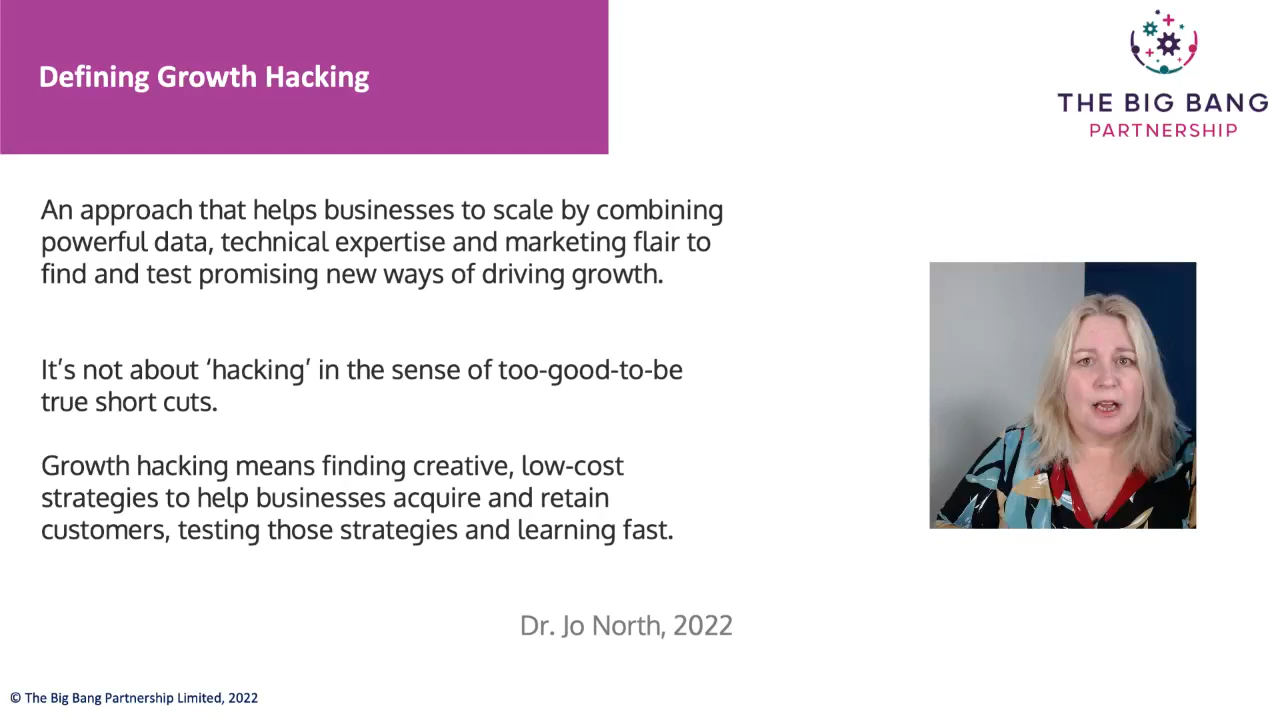 Defining Growth Hacking
THE BIG BANG
PARTNERSHIP
An approach that helps businesses to scale by combining
powerful data, technical expertise and marketing flair to
find and test promising new ways of driving growth.
It’s not about ‘hacking’ in the sense of too-good-to-be
true short cuts.
Growth hacking means finding creative, low-cost
strategies to help businesses acquire and retain
customers, testing those strategies and learning fast.
Dr. Jo North, 2022
© The Big Bang Partnership Limited, 2022